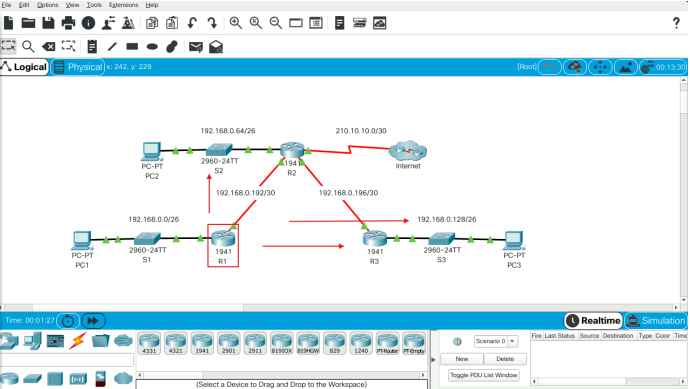 File Edit Options View Tools Extensions Help
?
Logical Physical x: 242, y: 229 [Root] 00:13:30
192.168.0.64/26 210.10.10.0/30
PC-PT
PC2
2960-24TT
S2
1941
R2
Internet
192.168.0.192/30 192.168.0.196/30
192.168.0.0/26 192.168.0.128/26
PC-PT
PC1
2960-24TT
S1
1941
R1
1941
R3
2960-24TT
S3
PC-PT
PC3
Time: 00:01:27 Realtime Simulation
4331 4321 1941 2901 2911 819IOX 819HGW 829 1240 PT-Router PT-Empty
Scenario 0
New Delete
Toggle PDU List Window
Fire Last Status Source Destination Type Color Time
(Select a Device to Drag and Drop to the Workspace)